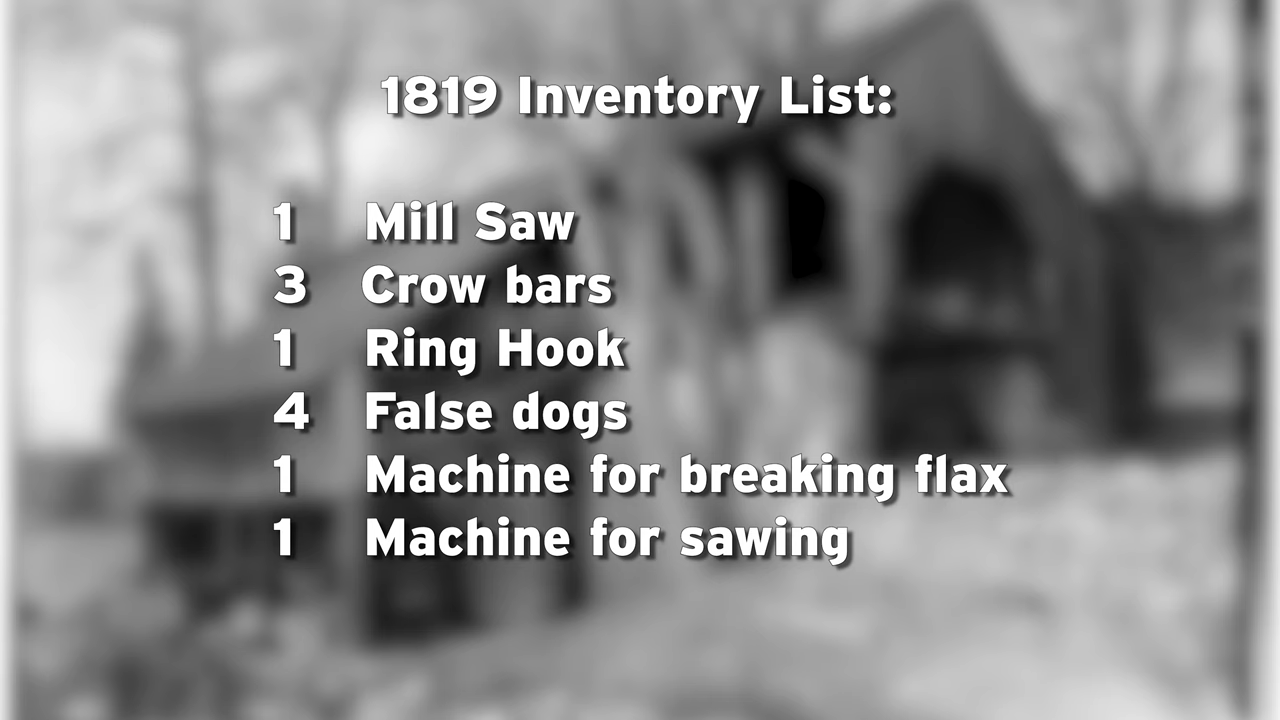 1819 Inventory List:
1 Mill Saw
3 Crow bars
1 Ring Hook
4 False dogs
1 Machine for breaking flax
1 Machine for sawing